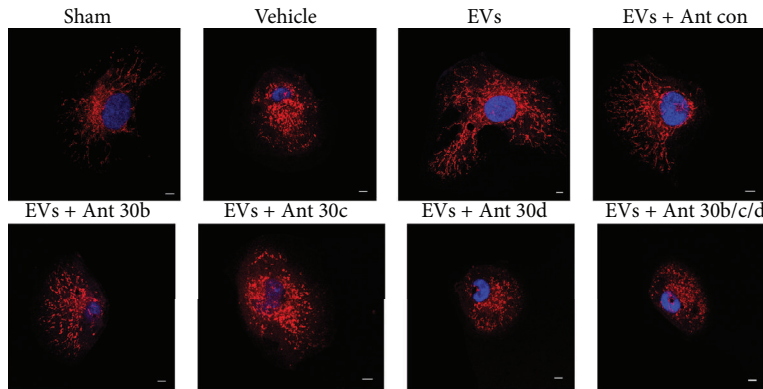 Sham Vehicle EVs EVs + Ant con
EVs + Ant 30b EVs + Ant 30c EVs + Ant 30d EVs + Ant 30b/c/d